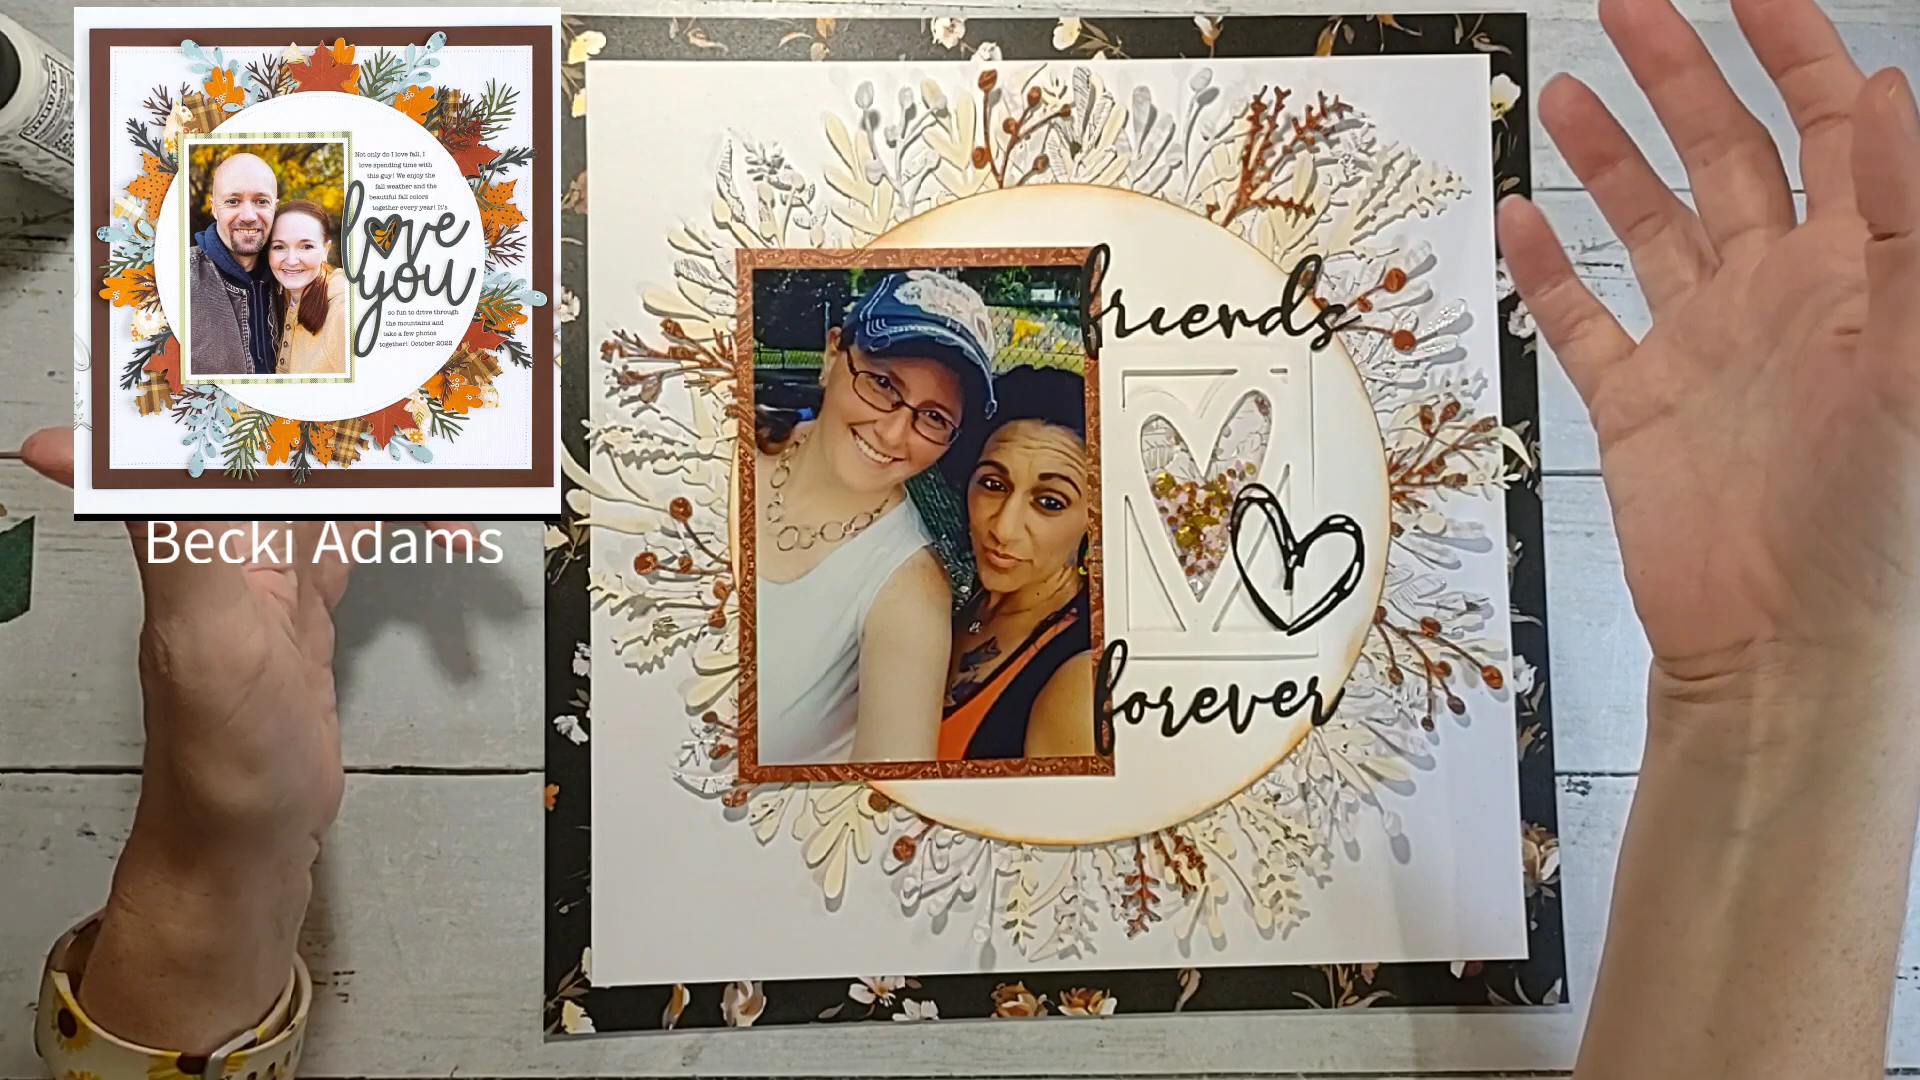 Not only do I love fall, I
love spending time with
this guy! We enjoy the
fall weather and the
beautiful fall colors
together every year! It's
love
you
so fun to drive through
the mountains and
take a few photos
together! October 2022
Becki Adams
friends
forever